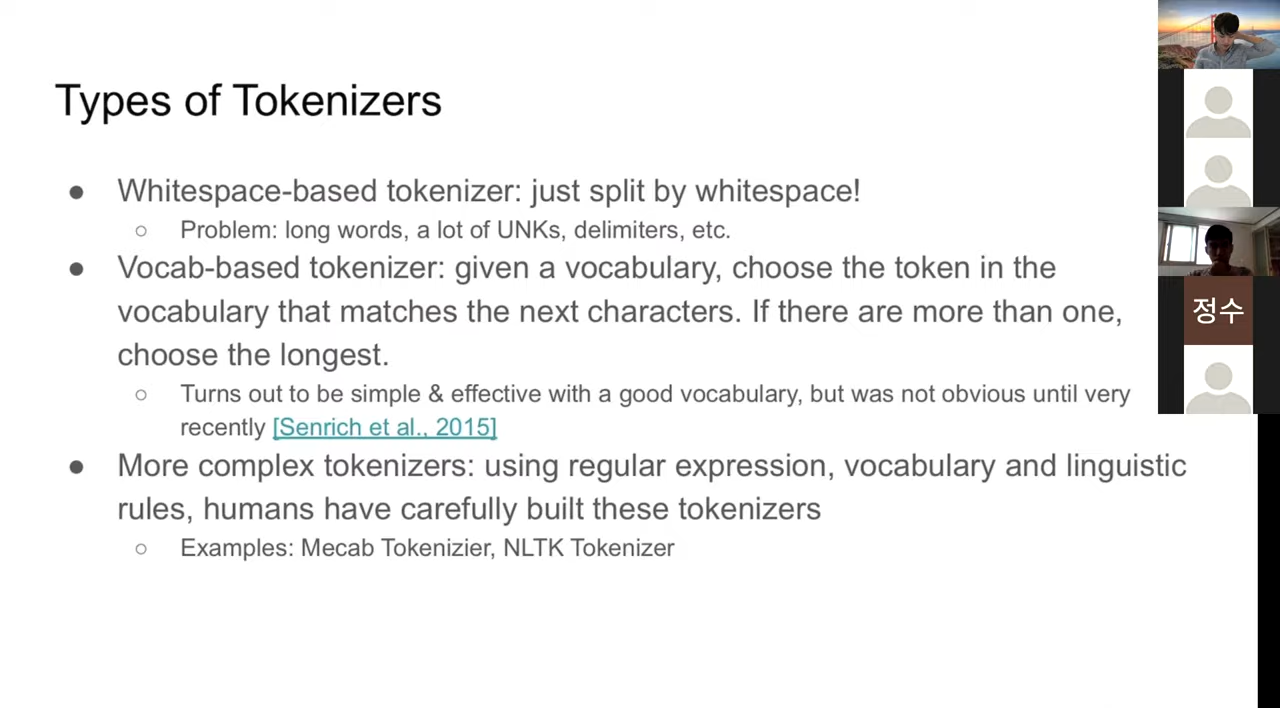 Types of Tokenizers
● Whitespace-based tokenizer: just split by whitespace!
○ Problem: long words, a lot of UNKs, delimiters, etc.
● Vocab-based tokenizer: given a vocabulary, choose the token in the
vocabulary that matches the next characters. If there are more than one,
choose the longest.
○ Turns out to be simple & effective with a good vocabulary, but was not obvious until very
recently [Senrich et al., 2015]
● More complex tokenizers: using regular expression, vocabulary and linguistic
rules, humans have carefully built these tokenizers
○ Examples: Mecab Tokenizier, NLTK Tokenizer
정수